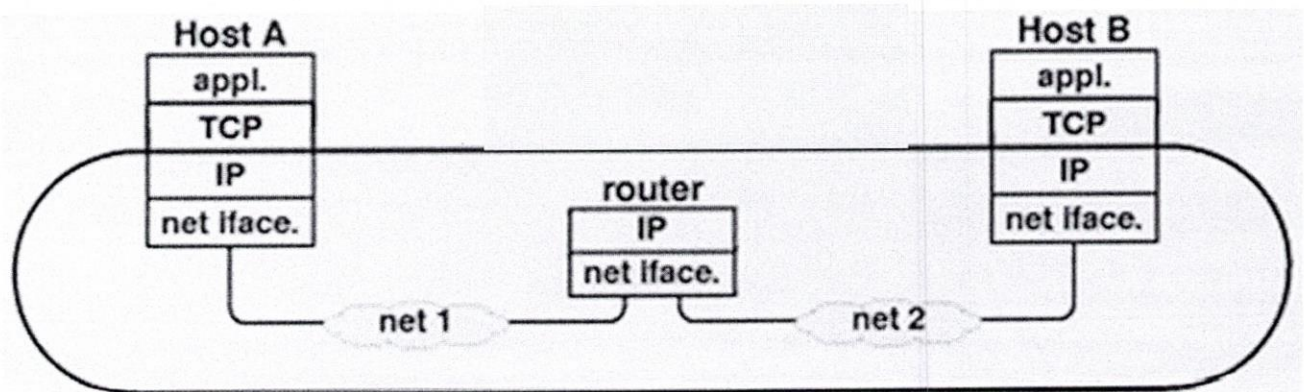 Host A
appl.
TCP
IP
net Iface.
router
IP
net Iface.
Host B
appl.
TCP
IP
net Iface.
net 1
net 2